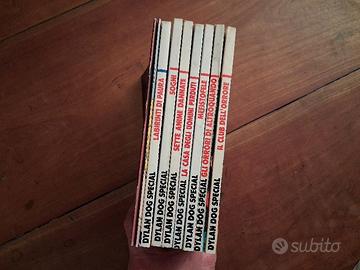 DYLAN DOG SPECIAL LABIRINTI DI PAURA
DYLAN DOG SPECIAL SOGNI
DYLAN DOG SPECIAL SETTE ANIME DANNATE
DYLAN DOG SPECIAL LA CASA DEGLI UOMINI PERDUTI
DYLAN DOG SPECIAL MEFISTOFELE
DYLAN DOG SPECIAL GLI ORRORI DI ALTROQUANDO
DYLAN DOG SPECIAL IL CLUB DELL'ORRORE
subito